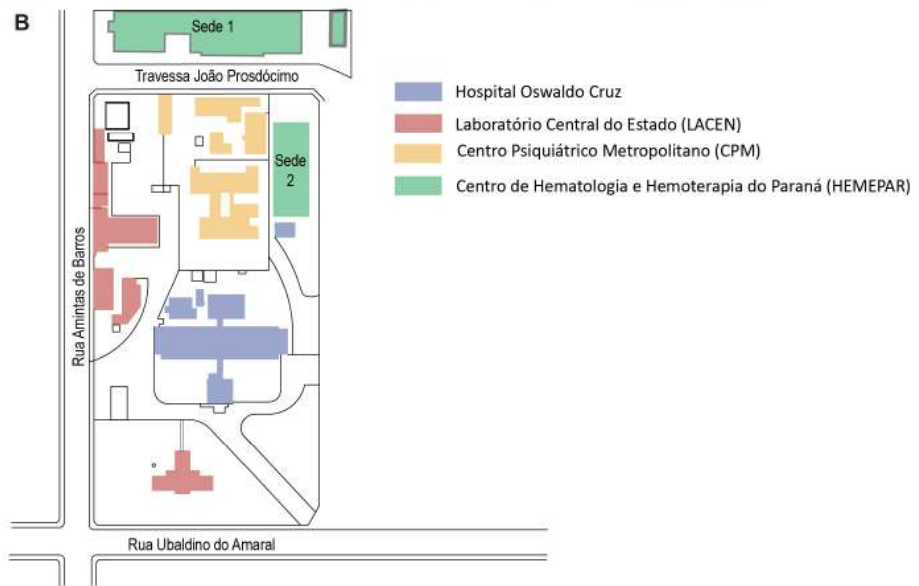 B
Sede 1
Travessa João Prosdócimo
Hospital Oswaldo Cruz
Laboratório Central do Estado (LACEN)
Centro Psiquiátrico Metropolitano (CPM)
Centro de Hematologia e Hemoterapia do Paraná (HEMEPAR)
Sede
2
Rua Amintas de Barros
Rua Ubaldino do Amaral